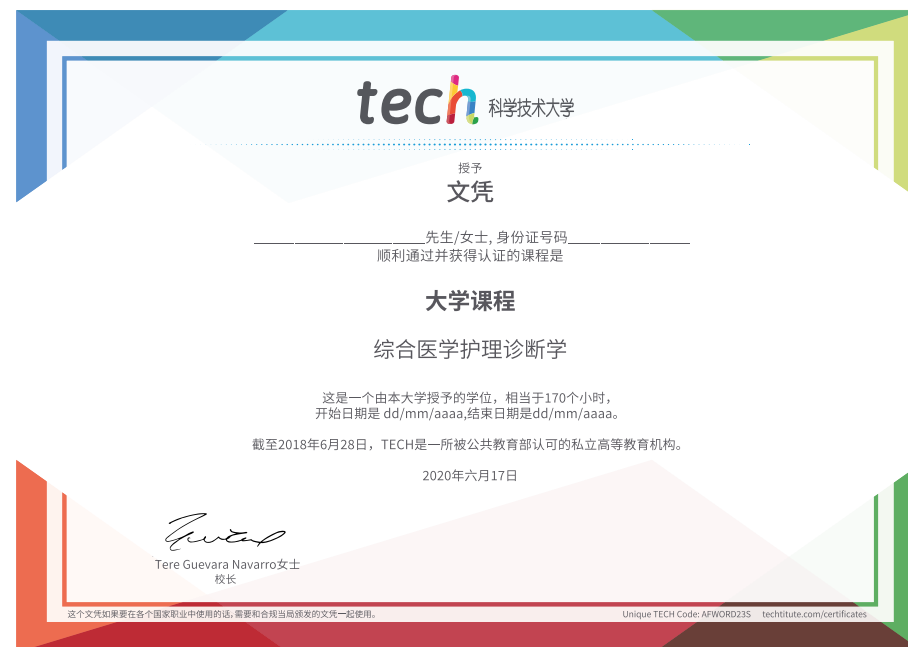 tech 科学技术大学
授予
文凭
________________________先生/女士, 身份证号码_________________
顺利通过并获得认证的课程是
大学课程
综合医学护理诊断学
这是一个由本大学授予的学位，相当于170个小时，
开始日期是 dd/mm/aaaa,结束日期是dd/mm/aaaa。
截至2018年6月28日，TECH是一所被公共教育部认可的私立高等教育机构。
2020年六月17日
Tere Guevara Navarro女士
校长
这个文凭如果要在各个国家职业中使用的话,需要和合规当局颁发的文凭一起使用。
Unique TECH Code: AFWORD23S techtitute.com/certificates